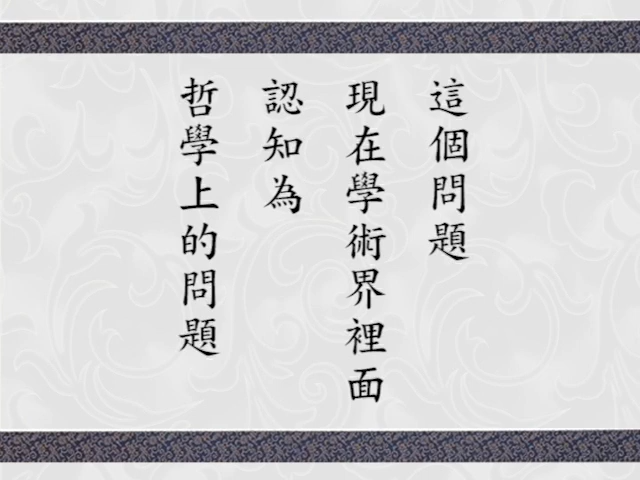 這個問題
現在學術界裡面
認知為
哲學上的問題